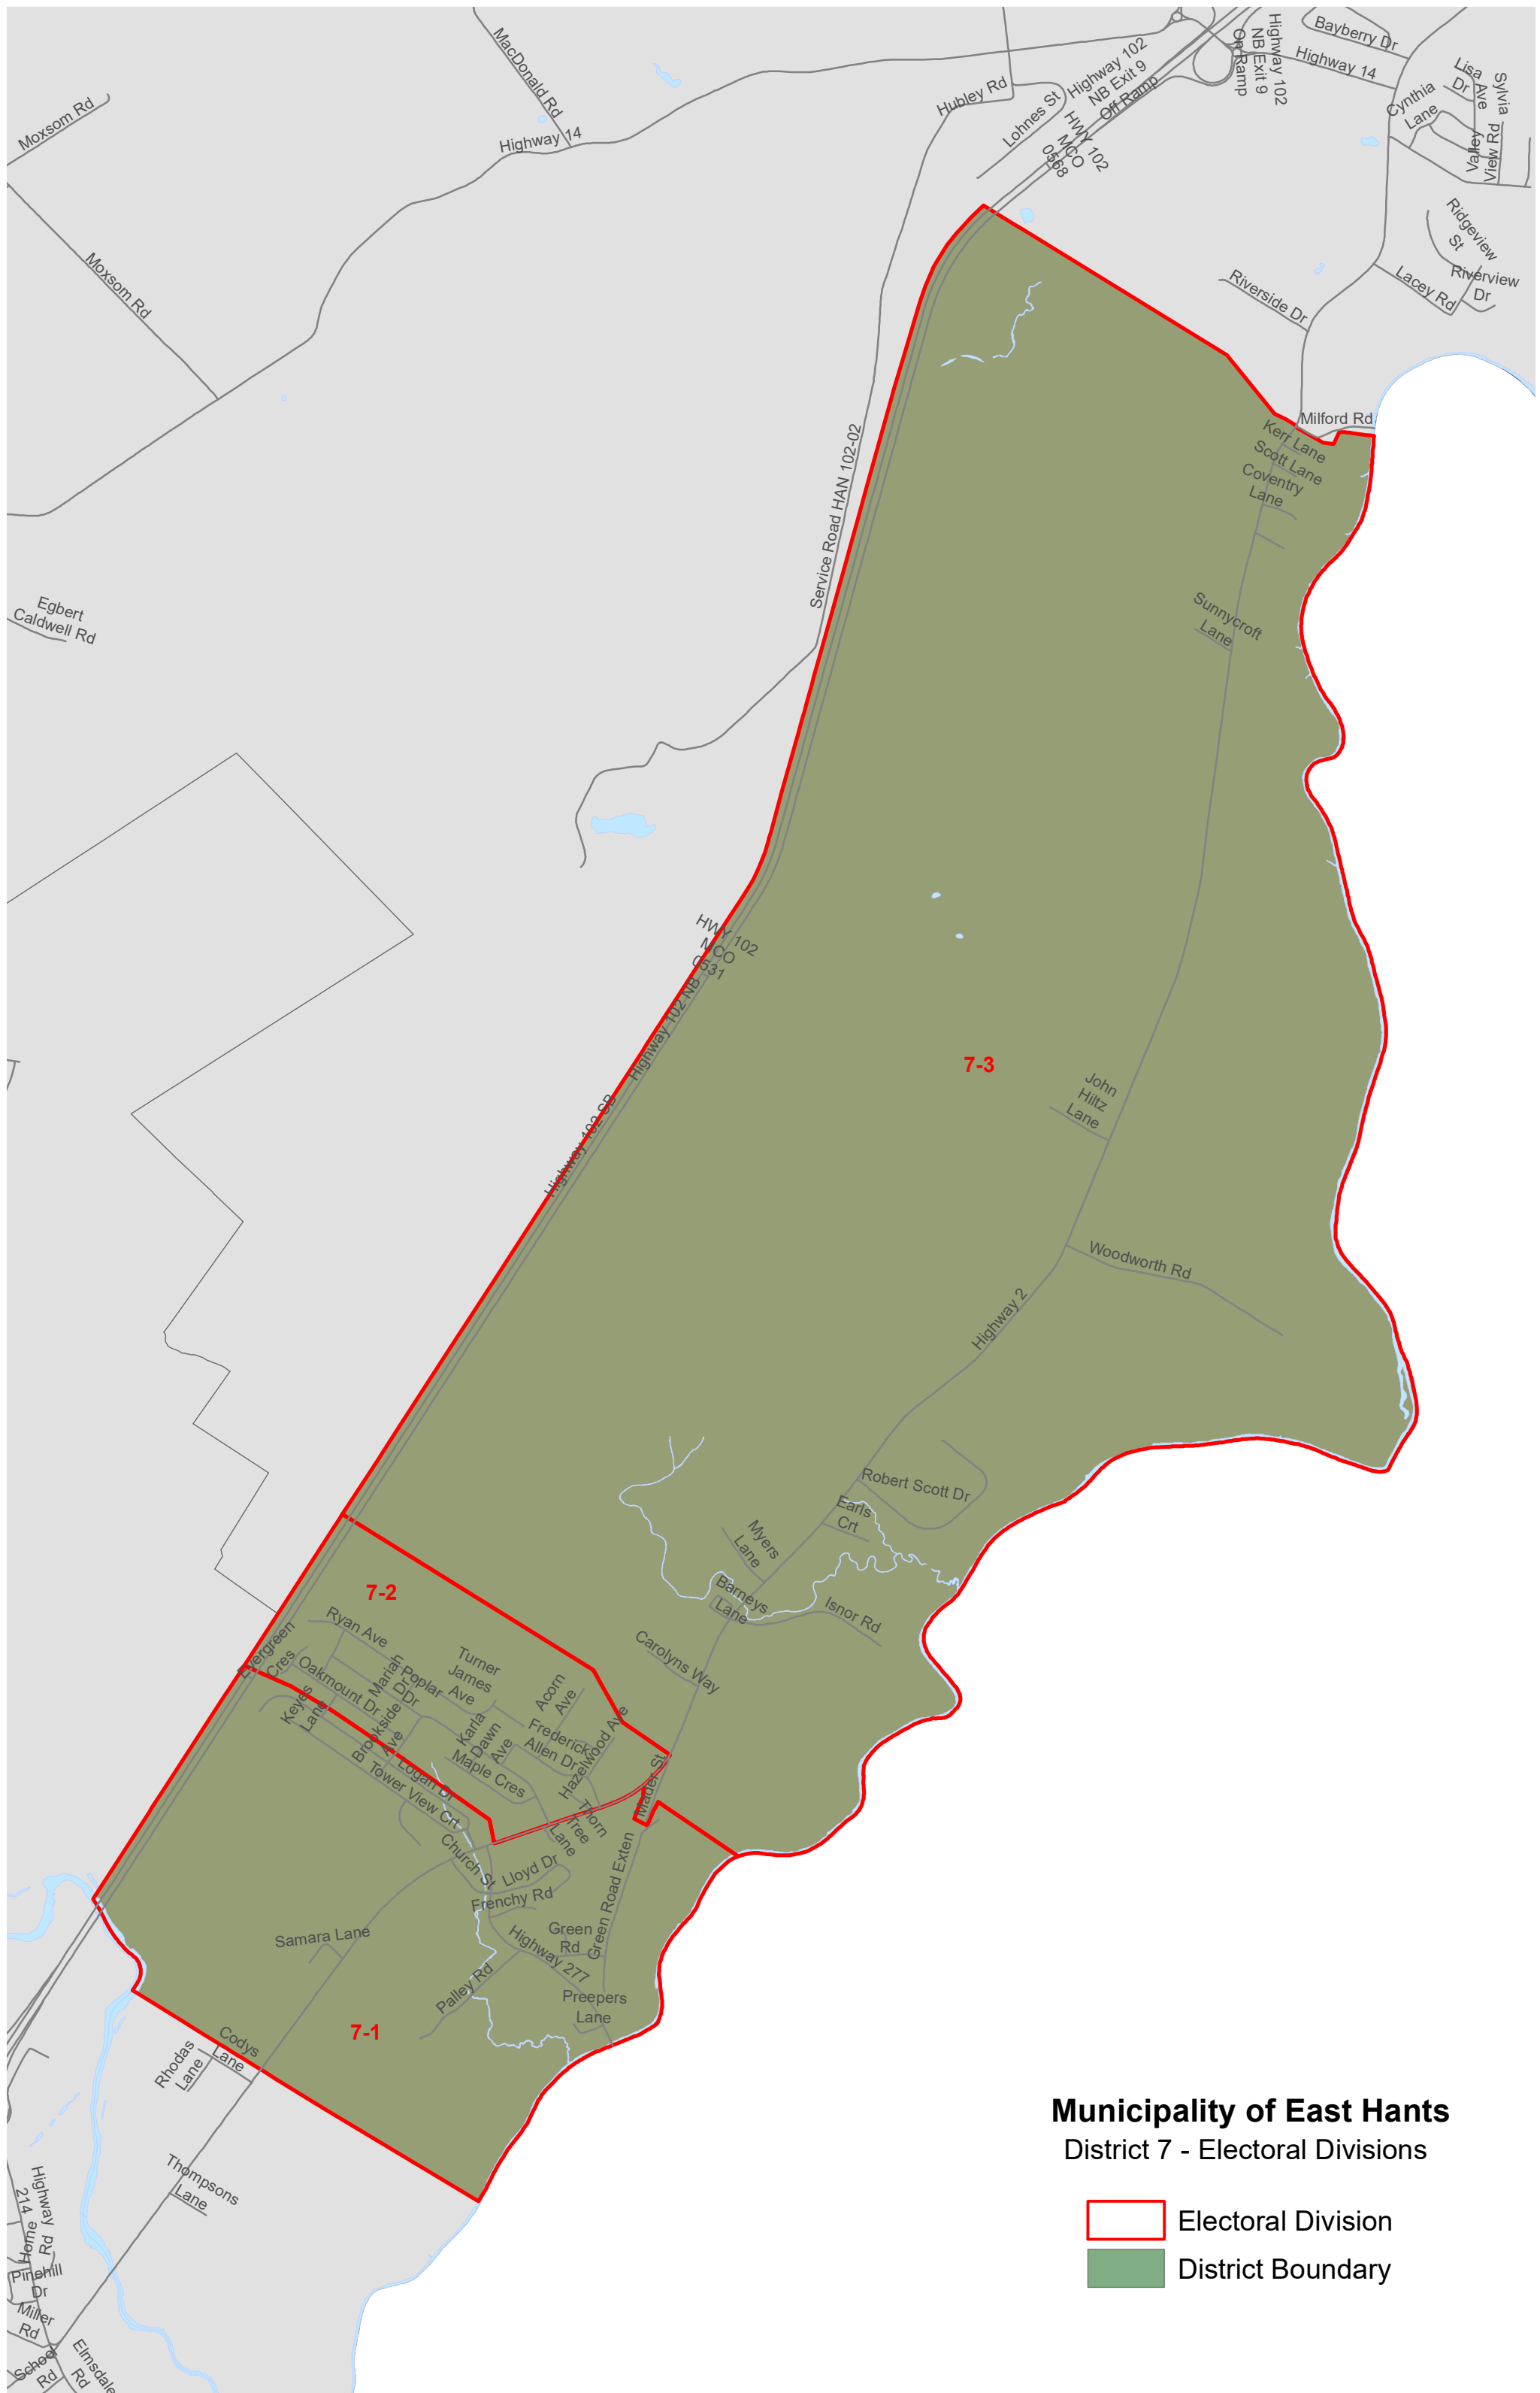 MacDonald Rd
Moxsom Rd
Highway 14
Moxsom Rd
Hubley Rd
Lohnes St
Highway 102
NB Exit 9
Off Ramp
HWY 102
MCO
0568
Highway 102
NB Exit 9
On Ramp
Bayberry Dr
Highway 14
Lisa
Dr
Cynthia
Lane
Sylvia
Ave
Valley
View Rd
Ridgeview
St
Riverview
Dr
Lacey Rd
Riverside Dr
Milford Rd
Kerr Lane
Scott Lane
Coventry
Lane
Service Road HAN 102-02
Egbert
Caldwell Rd
Sunnycroft
Lane
HWY 102
MCO
0531
Highway 102 NB
Highway 102 SB
7-3
John
Hiltz
Lane
Woodworth Rd
Highway 2
Robert Scott Dr
Earls
Crt
Myers
Lane
Barneys
Lane
Isnor Rd
Carolyns Way
7-2
Ryan Ave
Evergreen
Cres
Oakmount Dr
Mariah
Dr
Poplar
Dr
Turner
James
Ave
Acorn
Ave
Keyes
Lane
Brookside
Ave
Karla
Dawn
Ave
Frederick
Allen Dr
Hazelwood Ave
Maple Cres
Logan Dr
Tower View Crt
Mader St
Thorn
Tree
Lane
Church St
Lloyd Dr
Frenchy Rd
Green Road Exten
Green
Rd
Highway 277
Samara Lane
Palley Rd
Preepers
Lane
7-1
Codys
Lane
Rhodas
Lane
Thompsons
Lane
Highway
214
Home
Rd
Pinehill
Dr
Miller
Rd
School
Rd
Elmsdale
Rd
Municipality of East Hants
District 7 - Electoral Divisions
Electoral Division
District Boundary